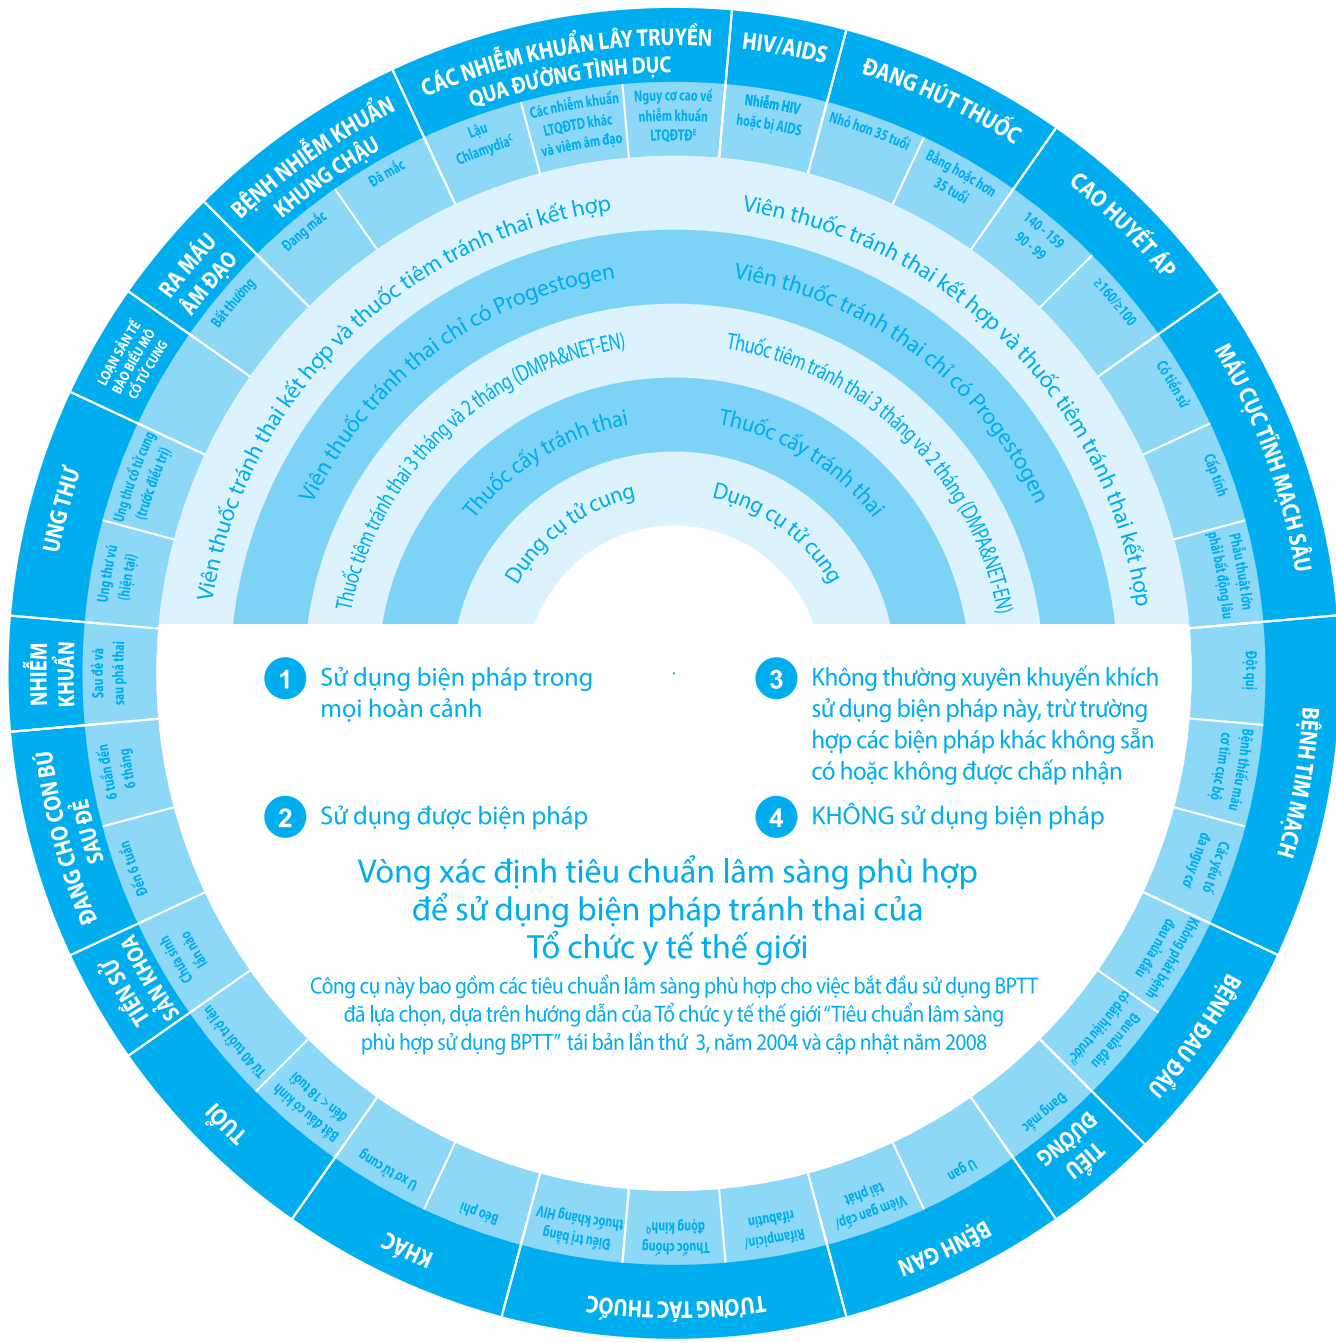 CÁC NHIỄM KHUẨN LÂY TRUYỀN
QUA ĐƯỜNG TÌNH DỤC
Lậu
Chlamydiaᶜ
Các nhiễm khuẩn
LTQĐTD khác
và viêm âm đạo
Nguy cơ cao về
nhiễm khuẩn
LTQĐTĐᴱ
HIV/AIDS
Nhiễm HIV
hoặc bị AIDS
ĐANG HÚT THUỐC
Nhỏ hơn 35 tuổi
Bằng hoặc hơn
35 tuổi
CAO HUYẾT ÁP
140 - 159
90 - 99
≥160/≥100
MÁU CỤC TĨNH MẠCH SÂU
Có tiền sử
Cấp tính
Phẫu thuật lớn
phải bất động lâu
BỆNH TIM MẠCH
Đột quị
Bệnh thiếu máu
cơ tim cục bộ
Các yếu tố
đa nguy cơ
BỆNH ĐAU ĐẦU
Không phát bệnh
đau nửa đầu
Đau nửa đầu
có dấu hiệu trướcᴶ
TIỂU
ĐƯỜNG
Đang mắc
BỆNH GAN
U gan
Viêm gan cấp/
tái phát
TƯƠNG TÁC THUỐC
Rifampicin/
rifabutin
Thuốc chống
động kinhQ
Điều trị bằng
thuốc kháng HIV
KHÁC
Béo phì
U xơ tử cung
TUỔI
Bắt đầu có kinh
đến < 18 tuổi
Từ 40 tuổi trở lên
TIỀN SỬ
SẢN KHOA
Chưa sinh
lần nào
ĐANG CHO CON BÚ
SAU ĐẺ
Đến 6 tuần
6 tuần đến
6 tháng
NHIỄM
KHUẨN
Sau đẻ và
sau phá thai
UNG THƯ
Ung thư vú
(hiện tại)
Ung thư cổ tử cung
(trước điều trị)
LOẠN SẢN TẾ
BÀO BIỂU MÔ
CỔ TỬ CUNG
RA MÁU
ÂM ĐẠO
Bất thường
BỆNH NHIỄM KHUẨN
KHUNG CHẬU
Đang mắc
Đã mắc
Viên thuốc tránh thai kết hợp và thuốc tiêm tránh thai kết hợp
Viên thuốc tránh thai kết hợp và thuốc tiêm tránh thai kết hợp
Viên thuốc tránh thai chỉ có Progestogen
Viên thuốc tránh thai chỉ có Progestogen
Thuốc tiêm tránh thai 3 tháng và 2 tháng (DMPA&NET-EN)
Thuốc tiêm tránh thai 3 tháng và 2 tháng (DMPA&NET-EN)
Thuốc cấy tránh thai
Thuốc cấy tránh thai
Dụng cụ tử cung
Dụng cụ tử cung
1 Sử dụng biện pháp trong
mọi hoàn cảnh
2 Sử dụng được biện pháp
3 Không thường xuyên khuyến khích
sử dụng biện pháp này, trừ trường
hợp các biện pháp khác không sẵn
có hoặc không được chấp nhận
4 KHÔNG sử dụng biện pháp
Vòng xác định tiêu chuẩn lâm sàng phù hợp
để sử dụng biện pháp tránh thai của
Tổ chức y tế thế giới
Công cụ này bao gồm các tiêu chuẩn lâm sàng phù hợp cho việc bắt đầu sử dụng BPTT
đã lựa chọn, dựa trên hướng dẫn của Tổ chức y tế thế giới “Tiêu chuẩn lâm sàng
phù hợp sử dụng BPTT” tái bản lần thứ 3, năm 2004 và cập nhật năm 2008